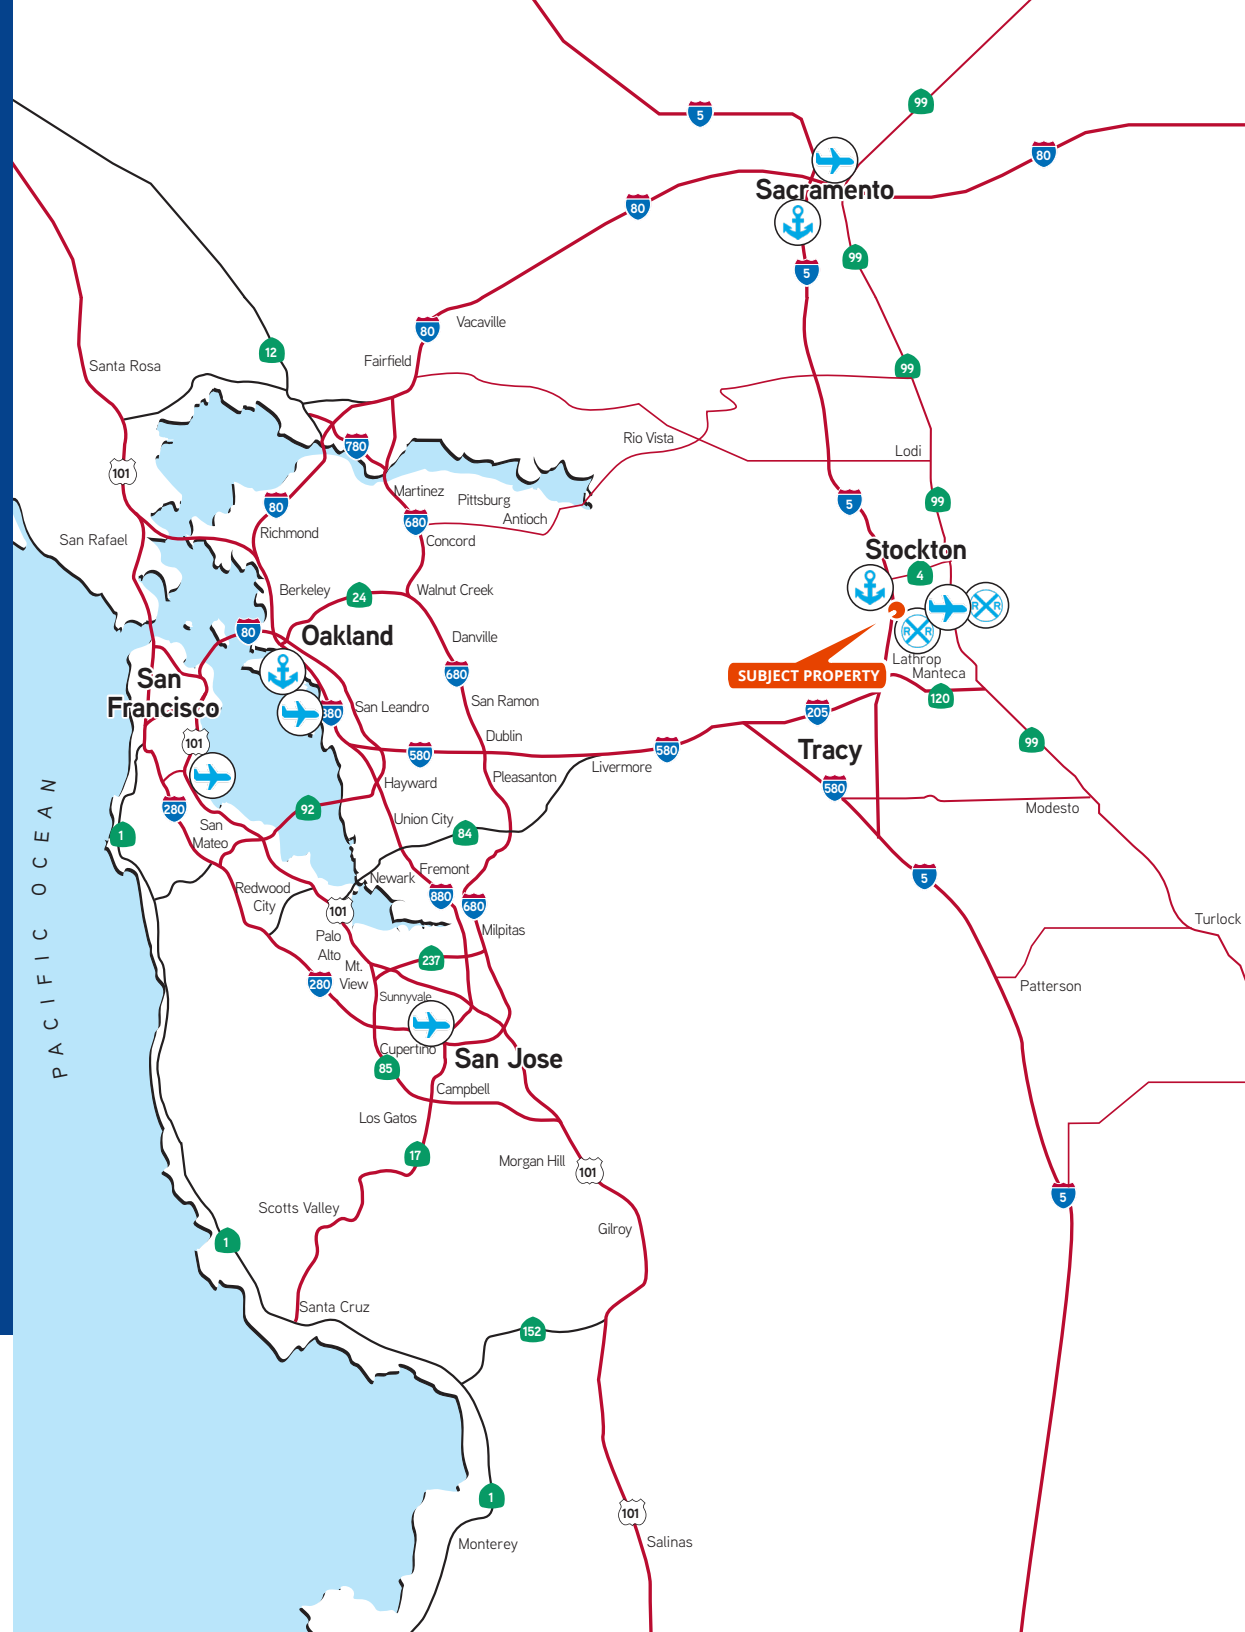 5
99
80
Sacramento
80
99
5
Vacaville
80
12
Fairfield
Santa Rosa
99
Rio Vista
780
Lodi
101
Martinez
Pittsburg
80
5
99
Antioch
680
Richmond
San Rafael
Concord
Stockton
4
Berkeley
24
Walnut Creek
R R
80
Oakland
Danville
R R
Lathrop
SUBJECT PROPERTY
Manteca
680
San
Francisco
120
San Ramon
San Leandro
880
205
Dublin
101
99
580
580
Tracy
Livermore
Pleasanton
Hayward
580
280
92
Modesto
Union City
San
Mateo
1
84
PACIFIC OCEAN
Fremont
Newark
5
Redwood
City
880
680
101
Turlock
Milpitas
Palo
Alto
237
Mt.
View
280
Patterson
Sunnyvale
Cupertino
San Jose
85
Campbell
Los Gatos
17
Morgan Hill
101
5
Scotts Valley
Gilroy
1
Santa Cruz
152
1
101
Monterey
Salinas